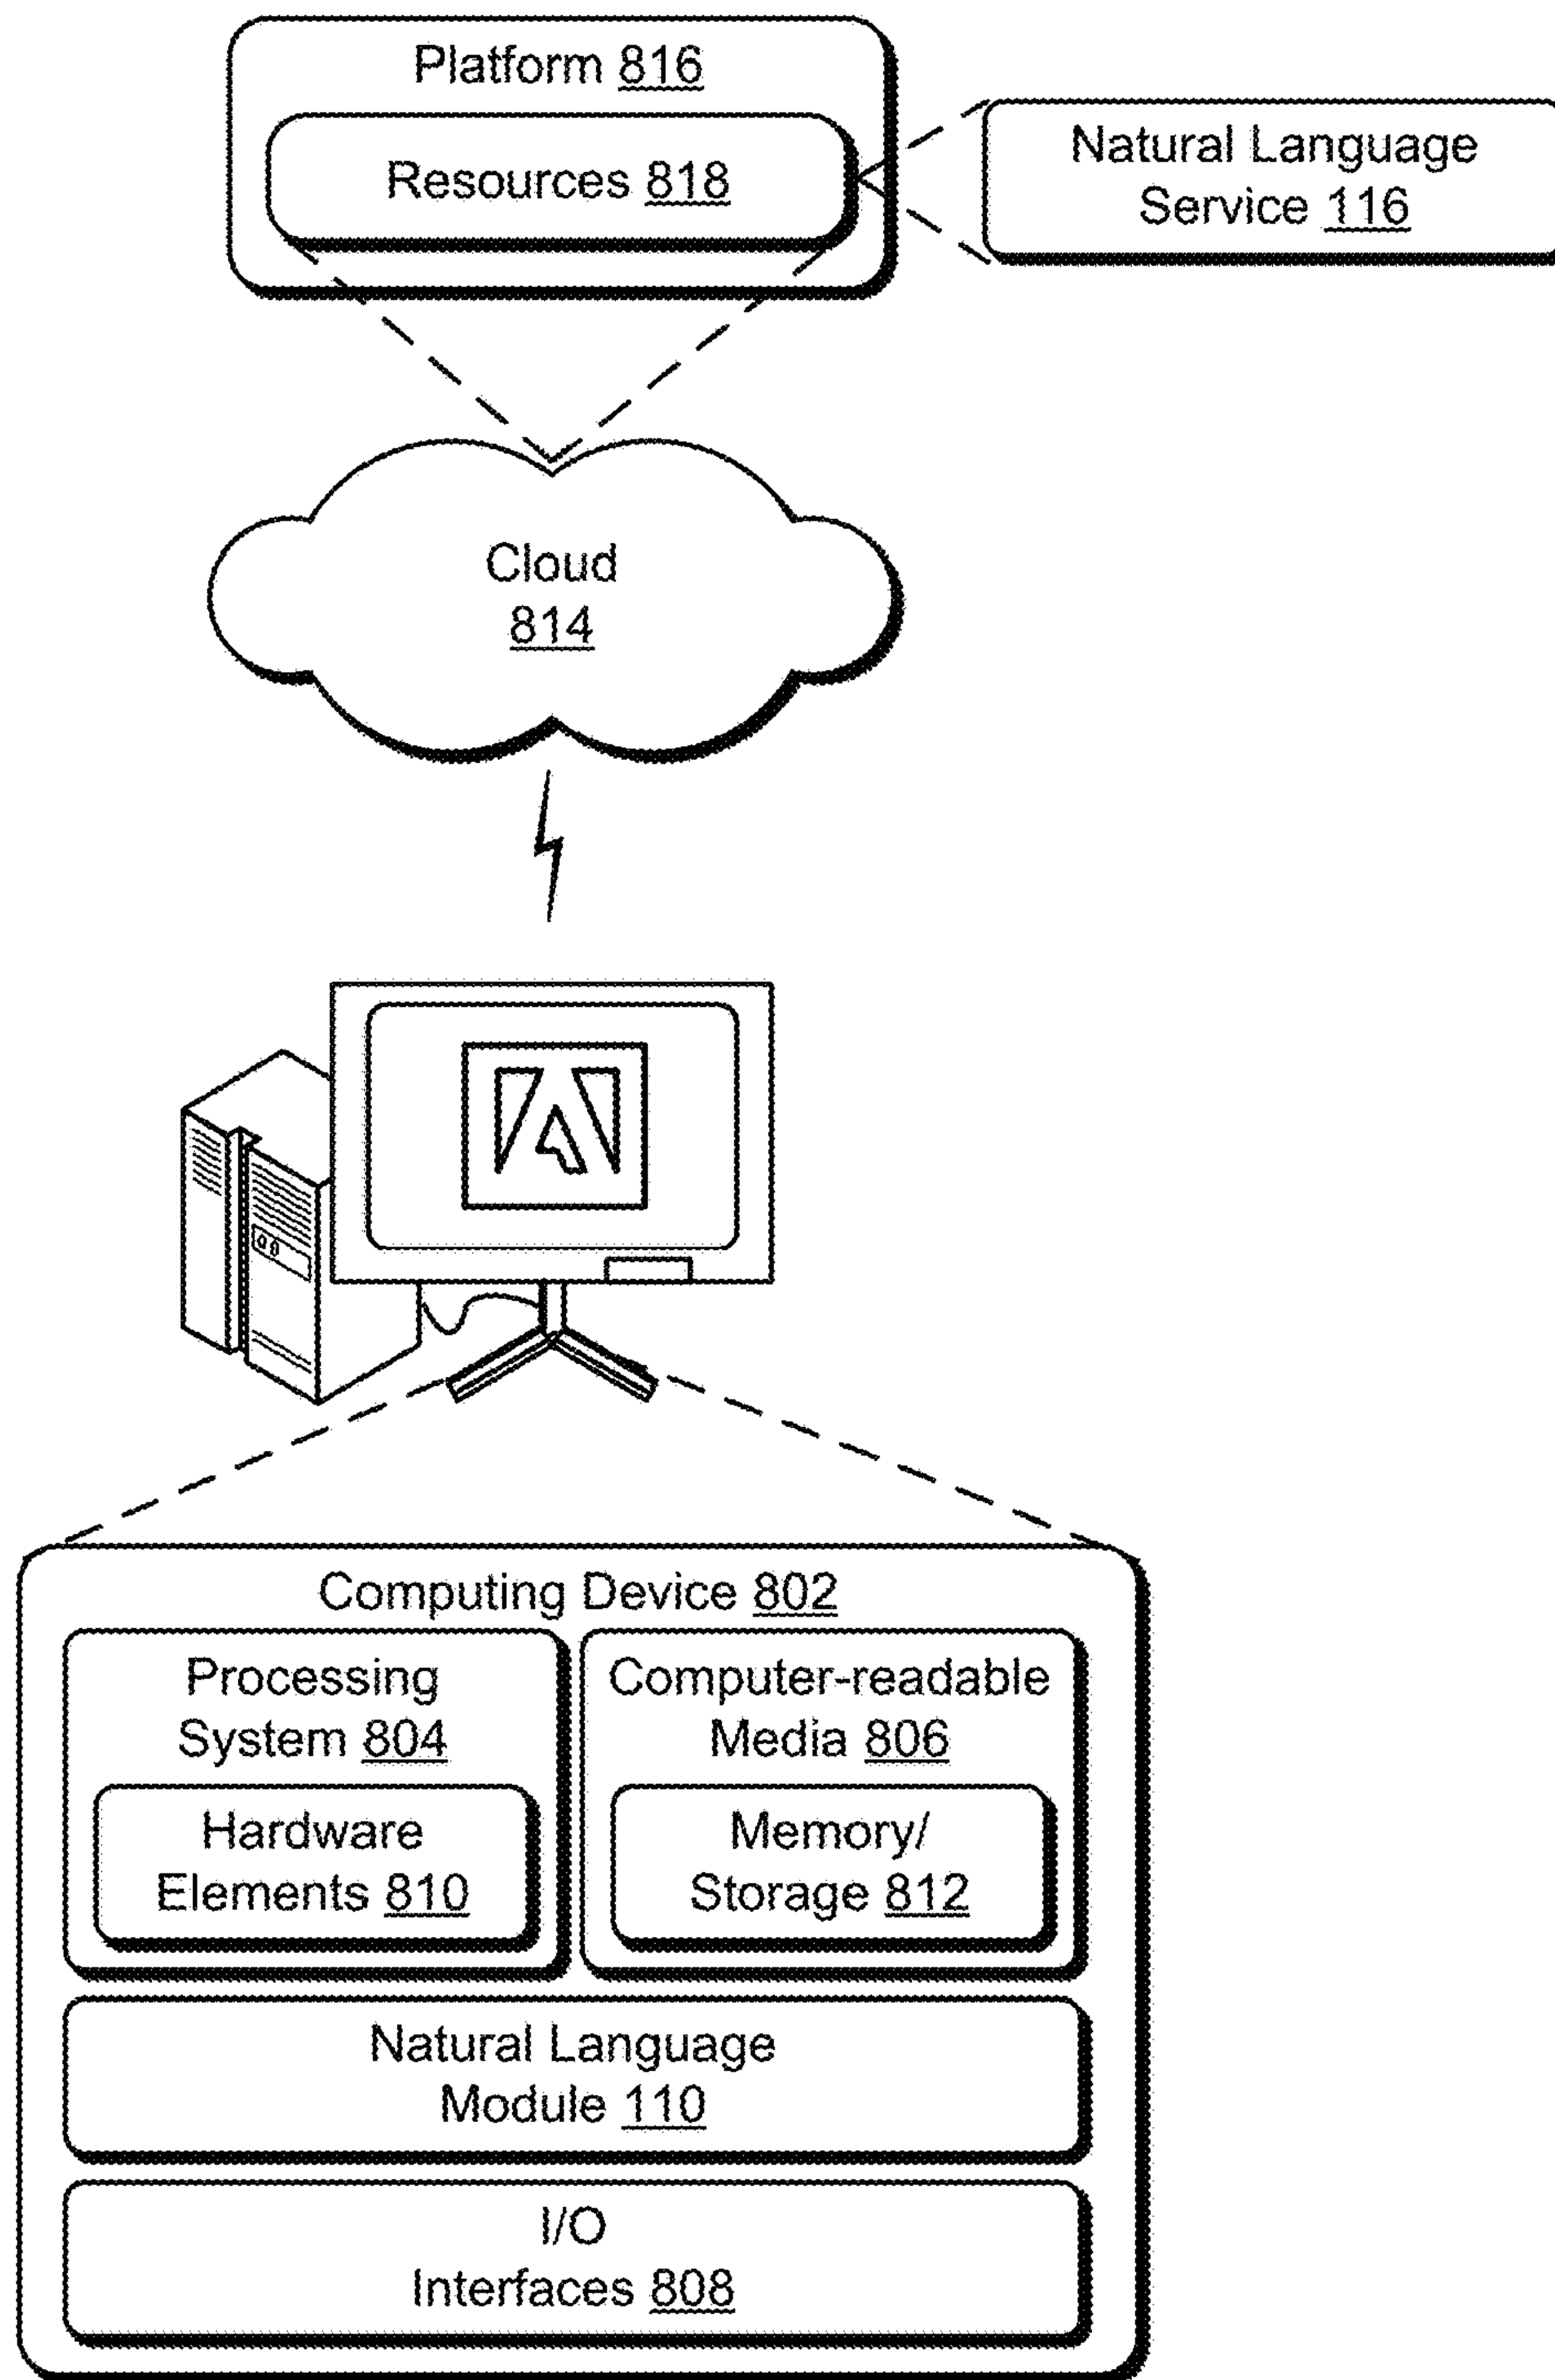 Platform 816
Resources 818
Natural Language
Service 116
Cloud
814
Computing Device 802
Processing
System 804
Hardware
Elements 810
Computer-readable
Media 806
Memory/
Storage 812
Natural Language
Module 110
I/O
Interfaces 808